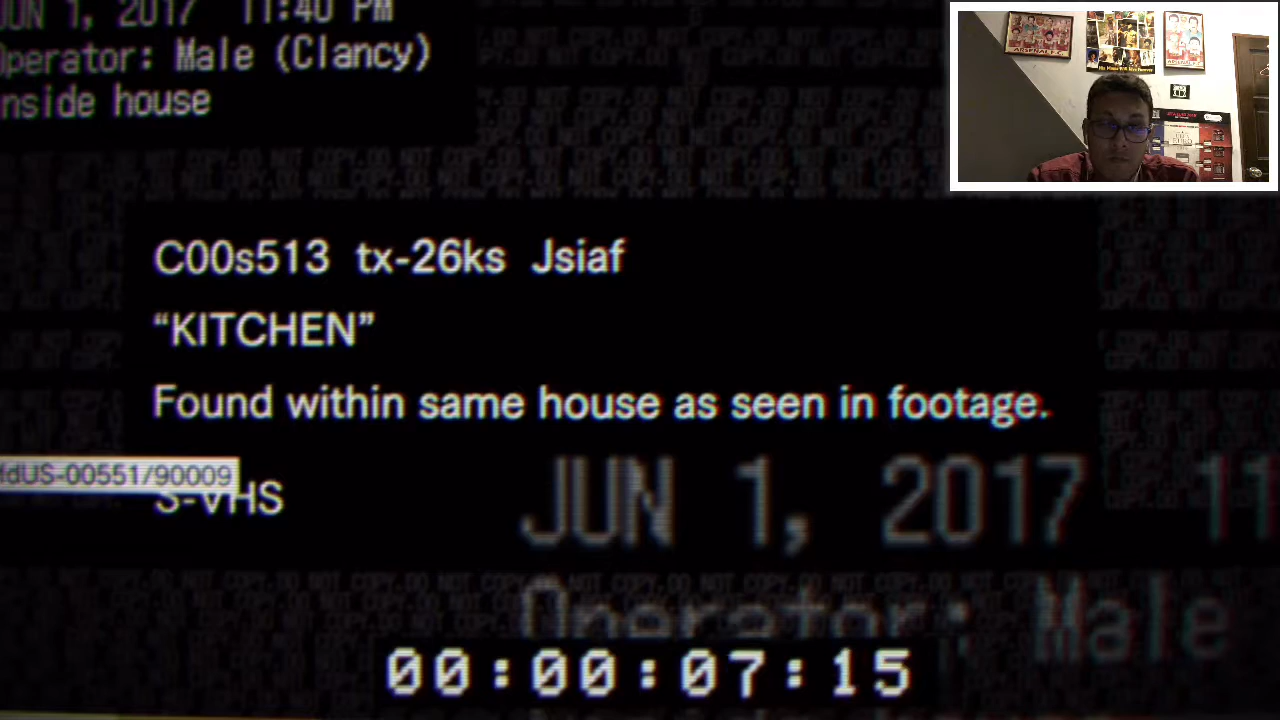 JUN 1, 2017 11:40 PM
Operator: Male (Clancy)
nside house
C00s513 tx-26ks Jsiaf
“KITCHEN”
Found within same house as seen in footage.
dUS-00551/90009
S-VHS
JUN 1, 2017 11
Operator: Male
00:00:07:15